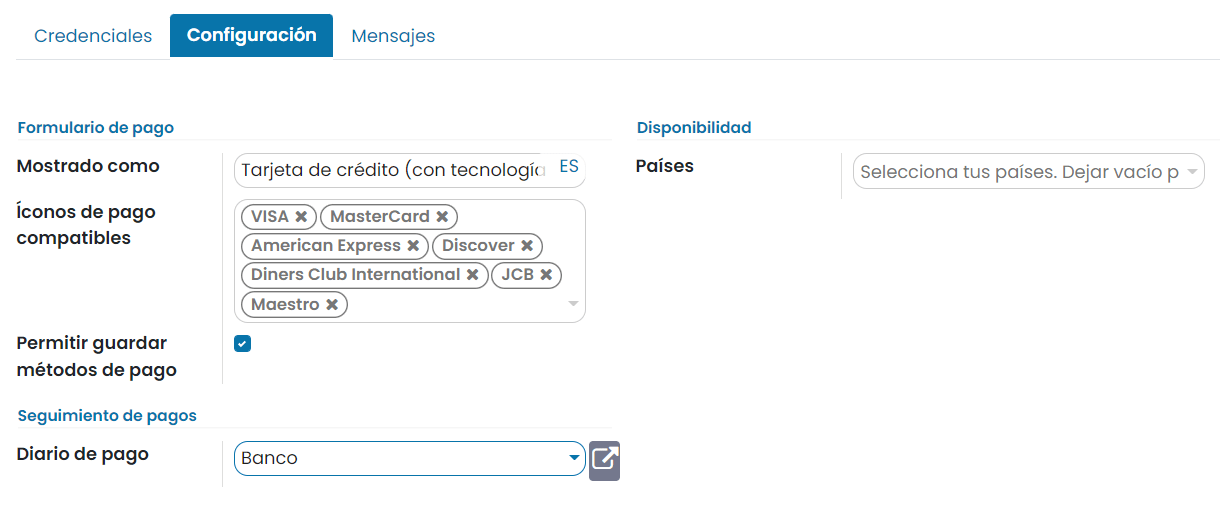 Credenciales Configuración Mensajes
Formulario de pago
Mostrado como Tarjeta de crédito (con tecnología ES
Íconos de pago compatibles
VISA MasterCard
American Express Discover
Diners Club International JCB
Maestro
Permitir guardar
métodos de pago
Seguimiento de pagos
Diario de pago Banco
Disponibilidad
Países Selecciona tus países. Dejar vacío p